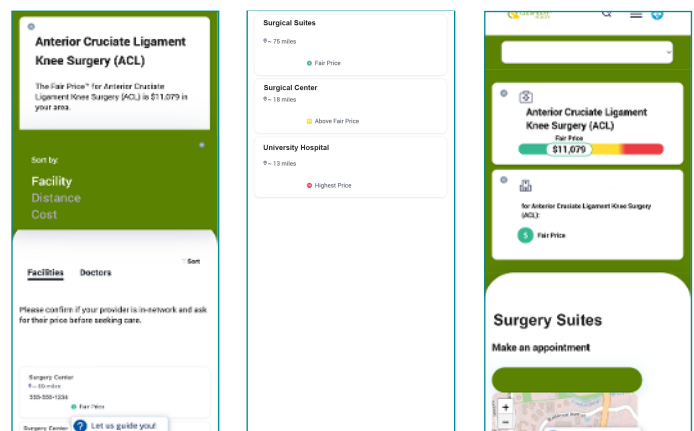 Anterior Cruciate Ligament
Knee Surgery (ACL)
The Fair Price™ for Anterior Cruciate
Ligament Knee Surgery (ACL) is $11,079 in
your area.
Sort by:
Facility
Distance
Cost
Sort
Facilities Doctors
Please confirm if your provider is in-network and ask
for their price before seeking care.
Surgery Center
555-555-1234
Fair Price
Surgery Center
Let us guide you!
Surgical Suites
~ 75 miles
Fair Price
Surgical Center
~ 18 miles
Above Fair Price
University Hospital
~ 13 miles
Highest Price
Anterior Cruciate Ligament
Knee Surgery (ACL)
Fair Price
$11,079
for Anterior Cruciate Ligament Knee Surgery
(ACL):
$ Fair Price
Surgery Suites
Make an appointment
+
−